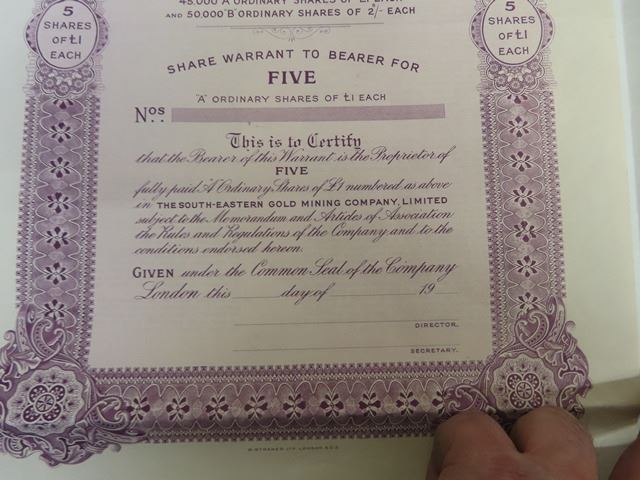 45.000 "A" ORDINARY SHARES OF £1 EACH
AND 50.000 "B" ORDINARY SHARES OF 2/- EACH
5
SHARES
OF £1
EACH
5
SHARES
OF £1
EACH
SHARE WARRANT TO BEARER FOR
FIVE
"A" ORDINARY SHARES OF £1 EACH
Nos.
This is to Certify
that the Bearer of this Warrant is the Proprietor of
FIVE
fully paid A Ordinary Shares of £1 numbered as above
in THE SOUTH-EASTERN GOLD MINING COMPANY, LIMITED
subject to the Memorandum and Articles of Association
the Rules and Regulations of the Company and to the
conditions endorsed hereon.
GIVEN under the Common Seal of the Company
London this day of 19
DIRECTOR.
SECRETARY.